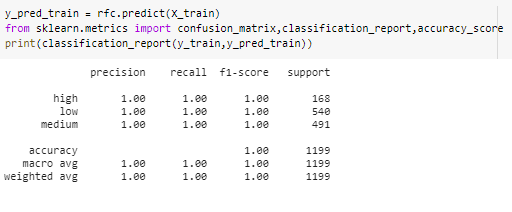 y_pred_train = rfc.predict(X_train)
from sklearn.metrics import confusion_matrix,classification_report,accuracy_score
print(classification_report(y_train,y_pred_train))
precision recall f1-score support
high 1.00 1.00 1.00 168
low 1.00 1.00 1.00 540
medium 1.00 1.00 1.00 491
accuracy 1.00 1199
macro avg 1.00 1.00 1.00 1199
weighted avg 1.00 1.00 1.00 1199